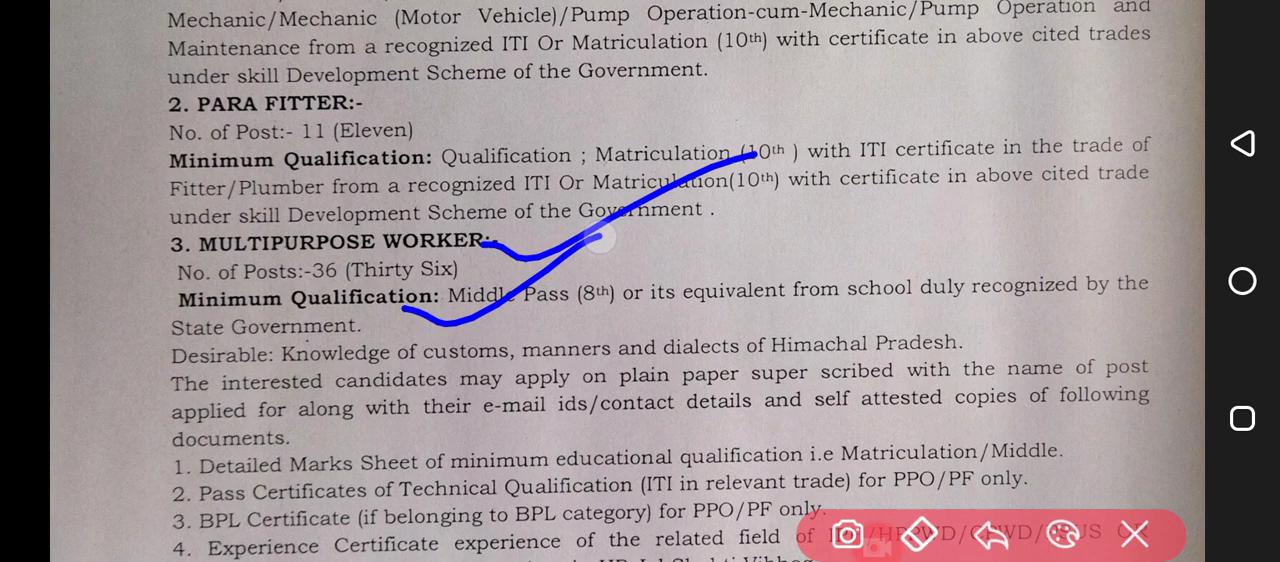 Mechanic/Mechanic (Motor Vehicle)/Pump Operation-cum-Mechanic/Pump Operation and
Maintenance from a recognized ITI Or Matriculation (10th) with certificate in above cited trades
under skill Development Scheme of the Government.
2. PARA FITTER:-
No. of Post:- 11 (Eleven)
Minimum Qualification: Qualification ; Matriculation (10th ) with ITI certificate in the trade of
Fitter/Plumber from a recognized ITI Or Matriculation(10th) with certificate in above cited trade
under skill Development Scheme of the Government .
3. MULTIPURPOSE WORKER:-
No. of Posts:-36 (Thirty Six)
Minimum Qualification: Middle Pass (8th) or its equivalent from school duly recognized by the
State Government.
Desirable: Knowledge of customs, manners and dialects of Himachal Pradesh.
The interested candidates may apply on plain paper super scribed with the name of post
applied for along with their e-mail ids/contact details and self attested copies of following
documents.
1. Detailed Marks Sheet of minimum educational qualification i.e Matriculation/Middle.
2. Pass Certificates of Technical Qualification (ITI in relevant trade) for PPO/PF only.
3. BPL Certificate (if belonging to BPL category) for PPO/PF only.
4. Experience Certificate experience of the related field of